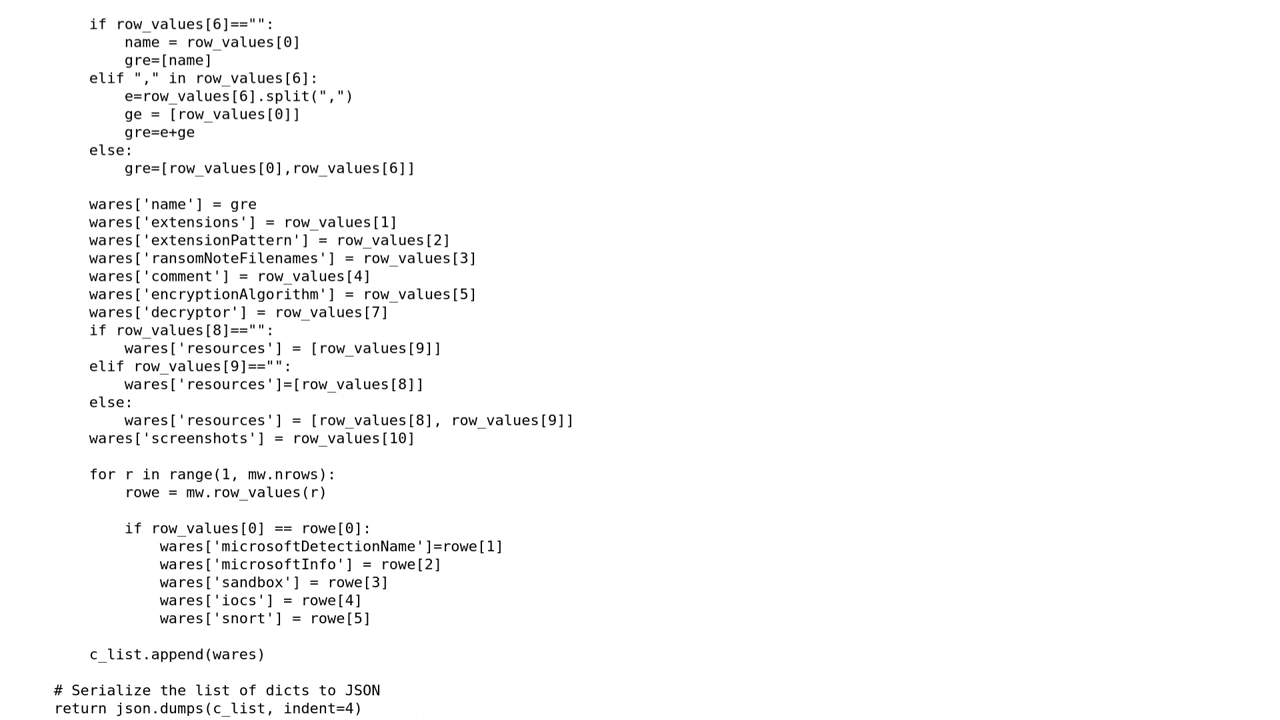 if row_values[6]=="":
            name = row_values[0]
            gre=[name]
        elif "," in row_values[6]:
            e=row_values[6].split(",")
            ge = [row_values[0]]
            gre=e+ge
        else:
            gre=[row_values[0],row_values[6]]

        wares['name'] = gre
        wares['extensions'] = row_values[1]
        wares['extensionPattern'] = row_values[2]
        wares['ransomNoteFilenames'] = row_values[3]
        wares['comment'] = row_values[4]
        wares['encryptionAlgorithm'] = row_values[5]
        wares['decryptor'] = row_values[7]
        if row_values[8]=="":
            wares['resources'] = [row_values[9]]
        elif row_values[9]=="":
            wares['resources']=[row_values[8]]
        else:
            wares['resources'] = [row_values[8], row_values[9]]
        wares['screenshots'] = row_values[10]

        for r in range(1, mw.nrows):
            rowe = mw.row_values(r)

            if row_values[0] == rowe[0]:
                wares['microsoftDetectionName']=rowe[1]
                wares['microsoftInfo'] = rowe[2]
                wares['sandbox'] = rowe[3]
                wares['iocs'] = rowe[4]
                wares['snort'] = rowe[5]

        c_list.append(wares)

    # Serialize the list of dicts to JSON
    return json.dumps(c_list, indent=4)